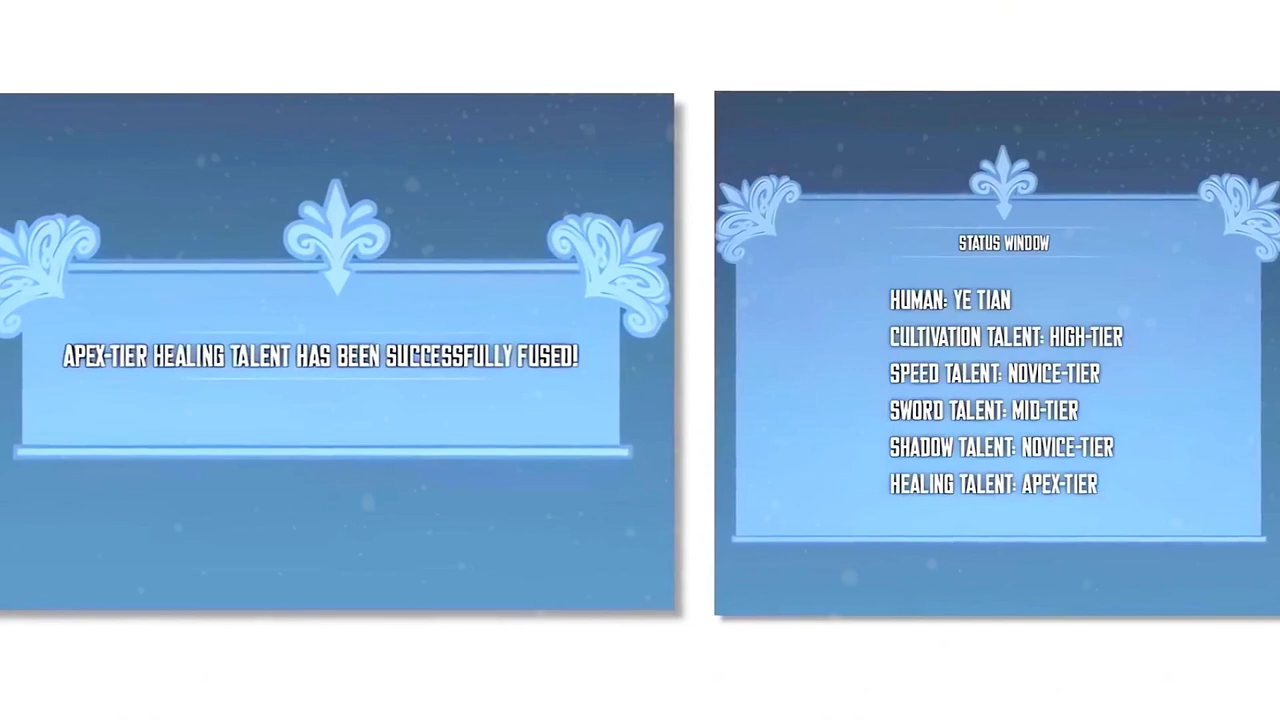 APEX-TIER HEALING TALENT HAS BEEN SUCCESSFULLY FUSED!
STATUS WINDOW
HUMAN: YE TIAN
CULTIVATION TALENT: HIGH-TIER
SPEED TALENT: NOVICE-TIER
SWORD TALENT: MID-TIER
SHADOW TALENT: NOVICE-TIER
HEALING TALENT: APEX-TIER